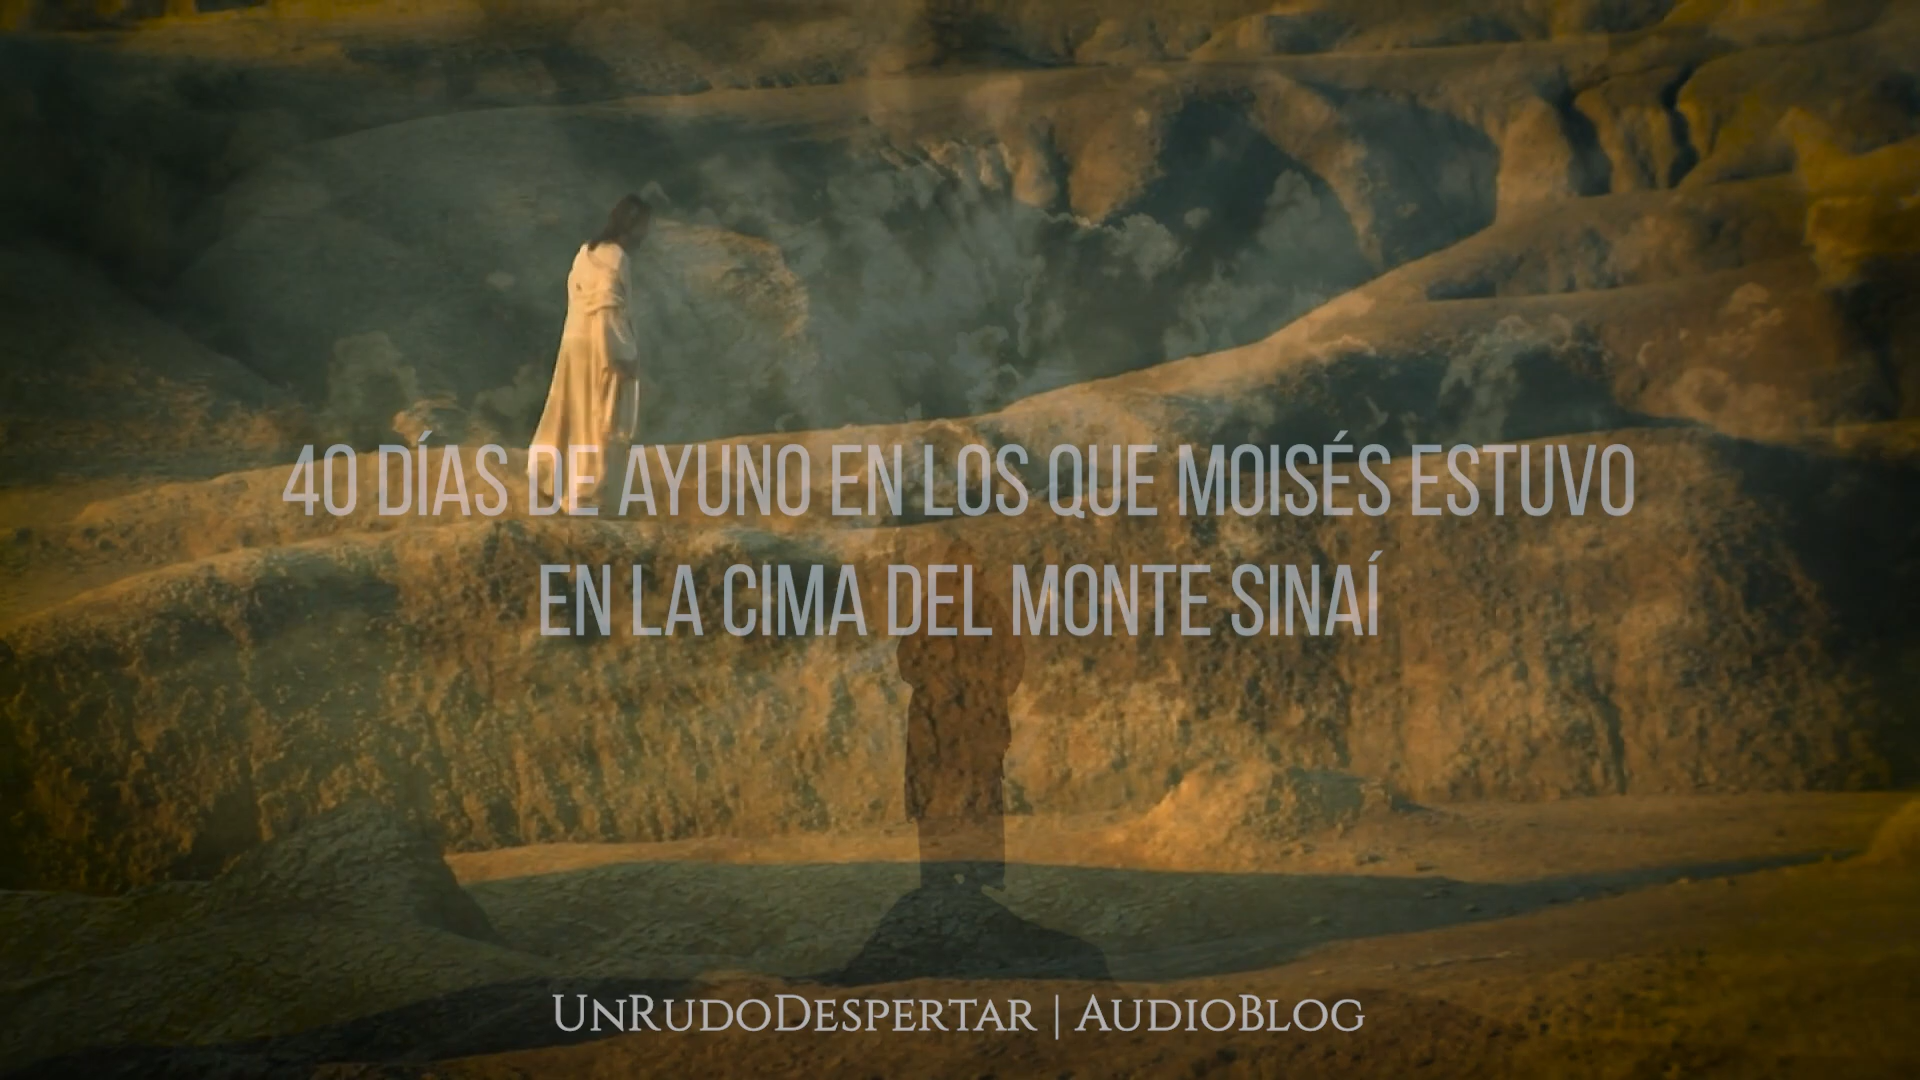 40 DÍAS DE AYUNO EN LOS QUE MOISÉS ESTUVO
EN LA CIMA DEL MONTE SINAÍ
UNRUDODESPERTAR | AUDIOBLOG